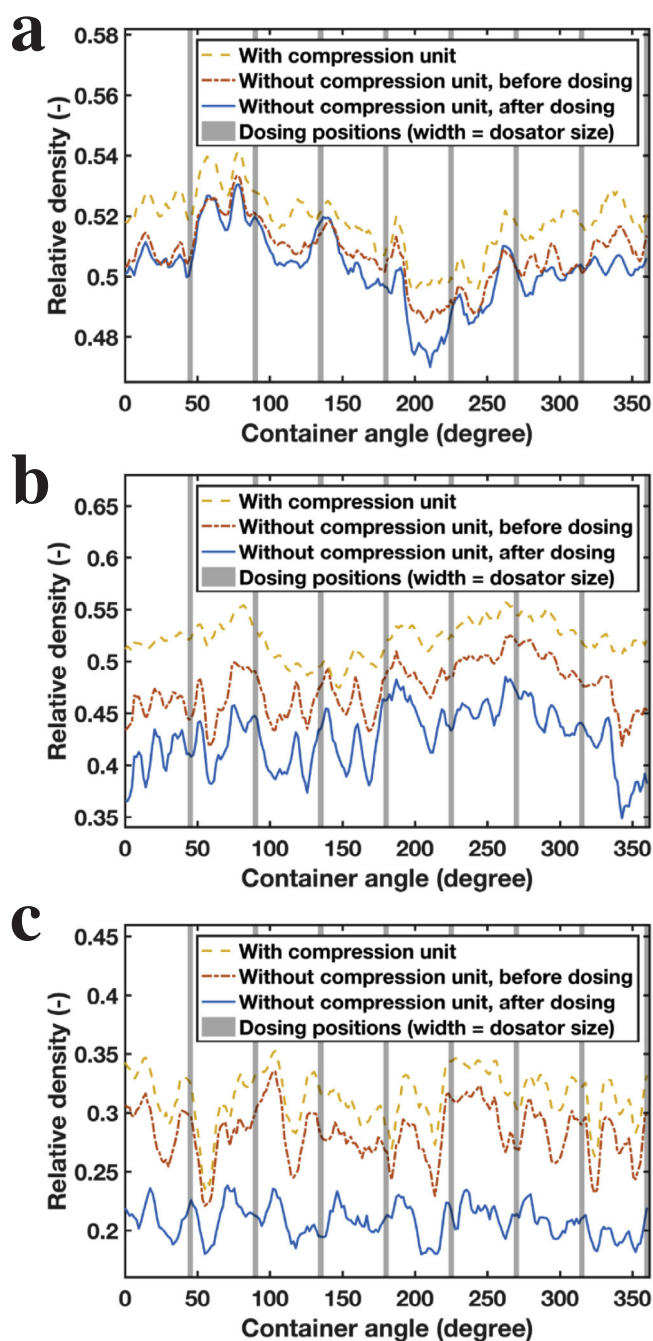 a
0.58
0.56
0.54
0.52
0.5
0.48
Relative density (-)
With compression unit
Without compression unit, before dosing
Without compression unit, after dosing
Dosing positions (width = dosator size)
0 50 100 150 200 250 300 350
Container angle (degree)
b
0.65
0.6
0.55
0.5
0.45
0.4
0.35
Relative density (-)
With compression unit
Without compression unit, before dosing
Without compression unit, after dosing
Dosing positions (width = dosator size)
0 50 100 150 200 250 300 350
Container angle (degree)
c
0.45
0.4
0.35
0.3
0.25
0.2
Relative density (-)
With compression unit
Without compression unit, before dosing
Without compression unit, after dosing
Dosing positions (width = dosator size)
0 50 100 150 200 250 300 350
Container angle (degree)